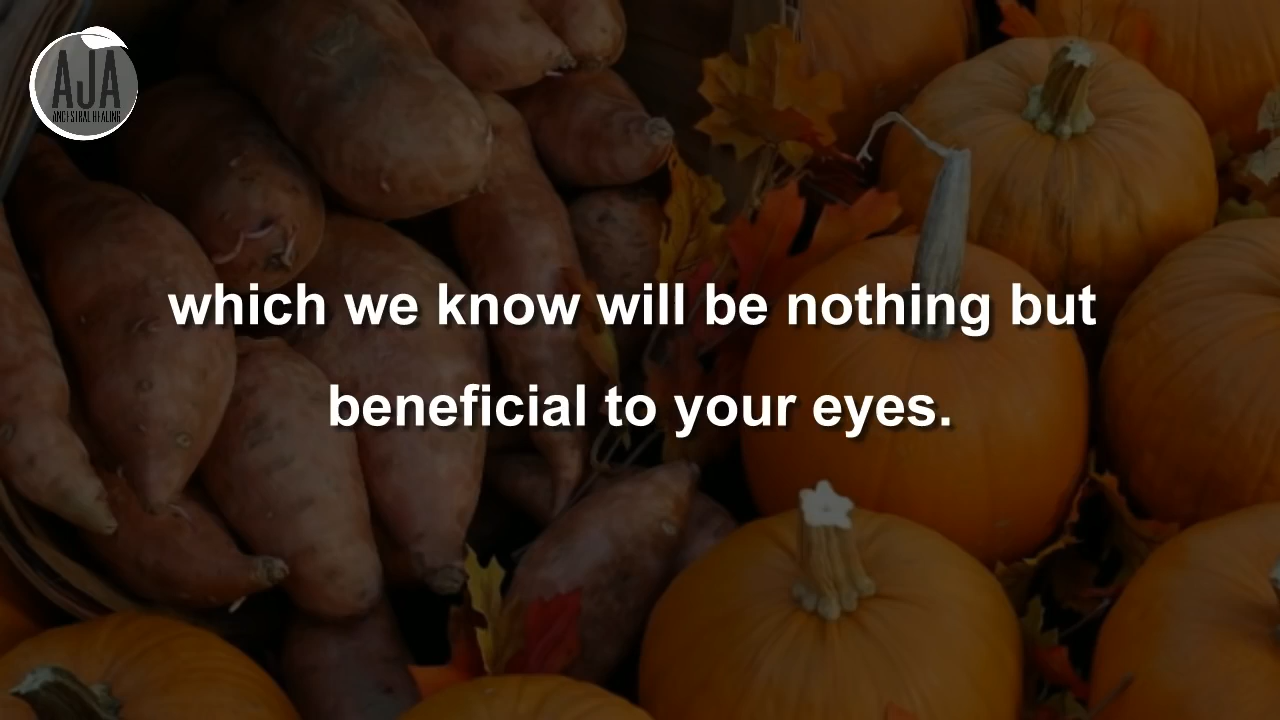 AJA
ANCESTRAL HEALING
which we know will be nothing but
beneficial to your eyes.